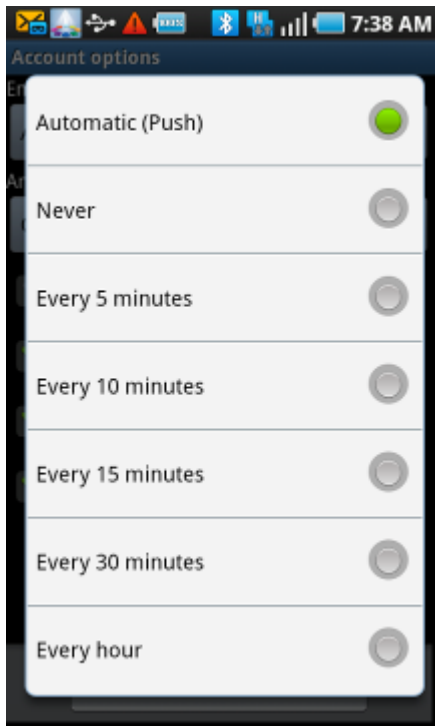 7:38 AM
Account options
Automatic (Push)
Never
Every 5 minutes
Every 10 minutes
Every 15 minutes
Every 30 minutes
Every hour